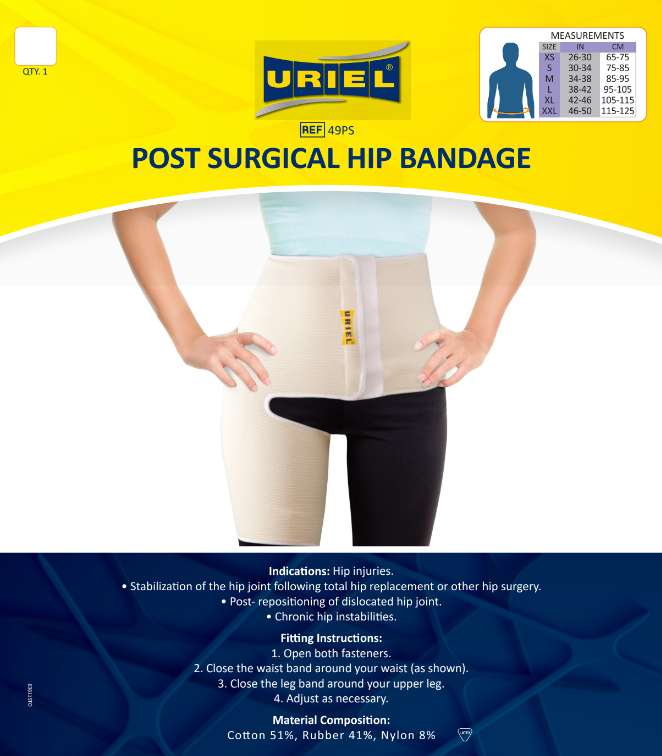 QTY. 1
URIEL®
REF 49PS
POST SURGICAL HIP BANDAGE
MEASUREMENTS
SIZE IN CM
XS 26-30 65-75
S 30-34 75-85
M 34-38 85-95
L 38-42 95-105
XL 42-46 105-115
XXL 46-50 115-125
URIEL
Indications: Hip injuries.
• Stabilization of the hip joint following total hip replacement or other hip surgery.
• Post- repositioning of dislocated hip joint.
• Chronic hip instabilities.
Fitting Instructions:
1. Open both fasteners.
2. Close the waist band around your waist (as shown).
3. Close the leg band around your upper leg.
4. Adjust as necessary.
Material Composition:
Cotton 51%, Rubber 41%, Nylon 8%